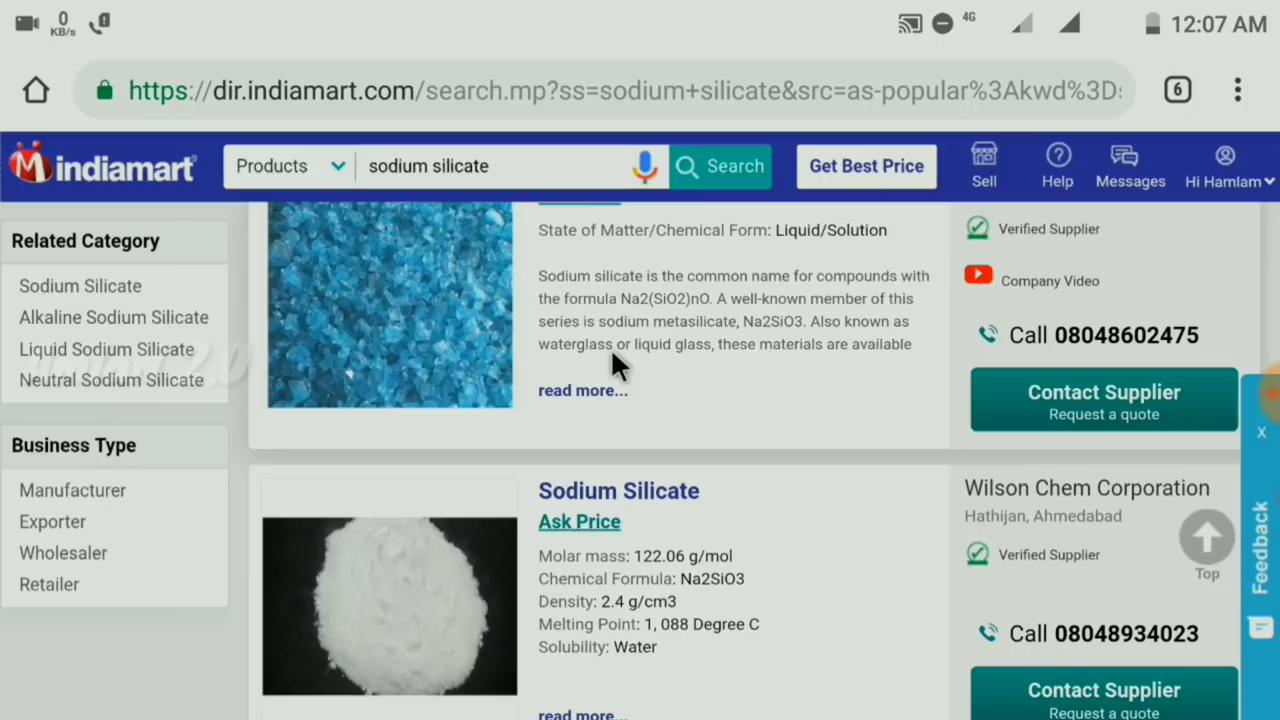 0
KB/s
4G
12:07 AM
https://dir.indiamart.com/search.mp?ss=sodium+silicate&src=as-popular%3Akwd%3D
6
indiamart
Products
sodium silicate
Search
Get Best Price
Sell
Help
Messages
Hi Hamlam
Related Category
Sodium Silicate
Alkaline Sodium Silicate
Liquid Sodium Silicate
Neutral Sodium Silicate
Business Type
Manufacturer
Exporter
Wholesaler
Retailer
State of Matter/Chemical Form: Liquid/Solution
Sodium silicate is the common name for compounds with
the formula Na2(SiO2)nO. A well-known member of this
series is sodium metasilicate, Na2SiO3. Also known as
waterglass or liquid glass, these materials are available
read more...
Verified Supplier
Company Video
Call 08048602475
Contact Supplier
Request a quote
Sodium Silicate
Ask Price
Molar mass: 122.06 g/mol
Chemical Formula: Na2SiO3
Density: 2.4 g/cm3
Melting Point: 1, 088 Degree C
Solubility: Water
read more...
Wilson Chem Corporation
Hathijan, Ahmedabad
Verified Supplier
Call 08048934023
Contact Supplier
Request a quote
Top
x
Feedback